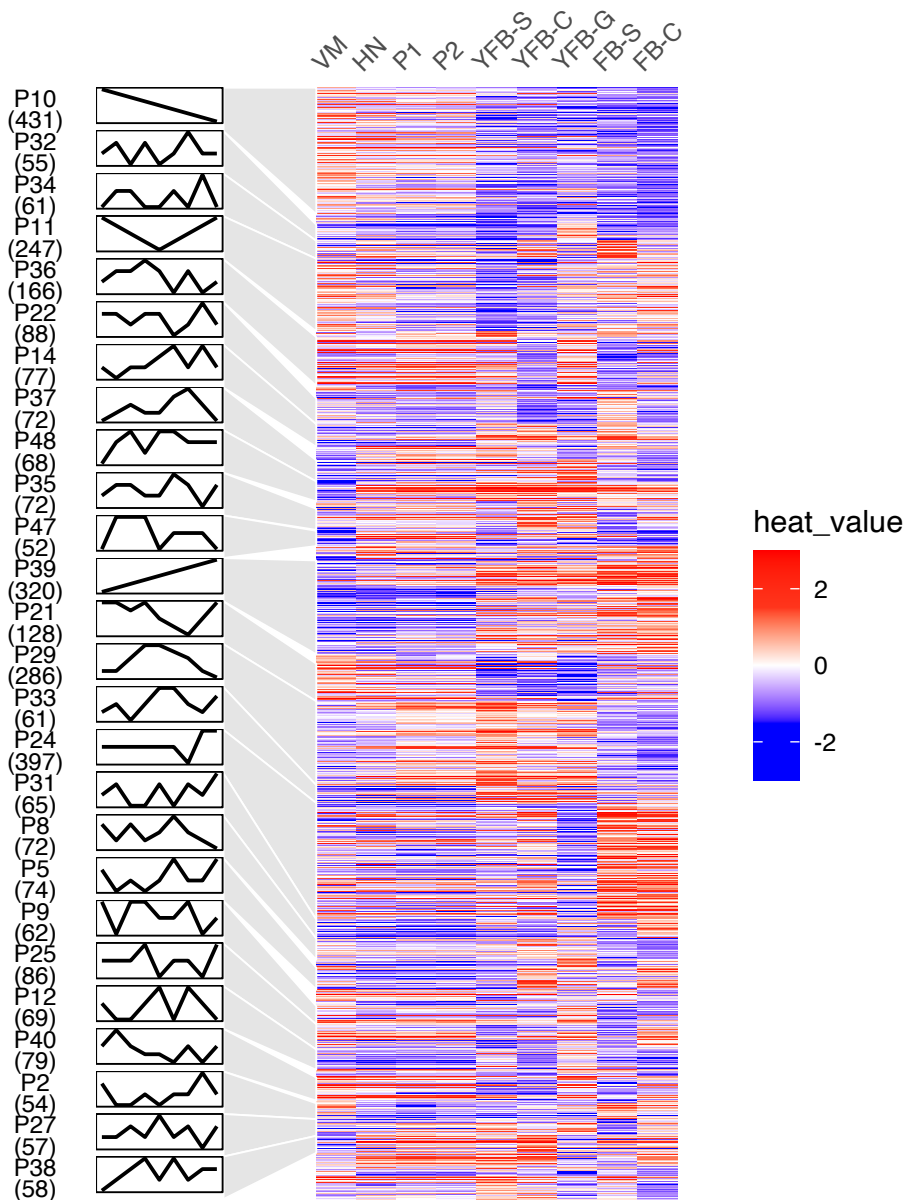 VM HN P1 P2 YFB-S YFB-C YFB-G FB-S FB-C
P10
(431)
P32
(55)
P34
(61)
P11
(247)
P36
(166)
P22
(88)
P14
(77)
P37
(72)
P48
(68)
P35
(72)
P47
(52)
P39
(320)
P21
(128)
P29
(286)
P33
(61)
P24
(397)
P31
(65)
P8
(72)
P5
(74)
P9
(62)
P25
(86)
P12
(69)
P40
(79)
P2
(54)
P27
(57)
P38
(58)
heat_value
2
0
-2